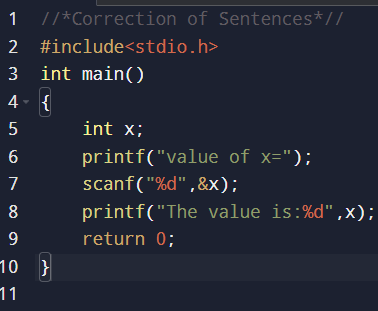 1 //*Correction of Sentences*//
2 #include<stdio.h>
3 int main()
4 {
5 int x;
6 printf("value of x=");
7 scanf("%d",&x);
8 printf("The value is:%d",x);
9 return 0;
10 }
11